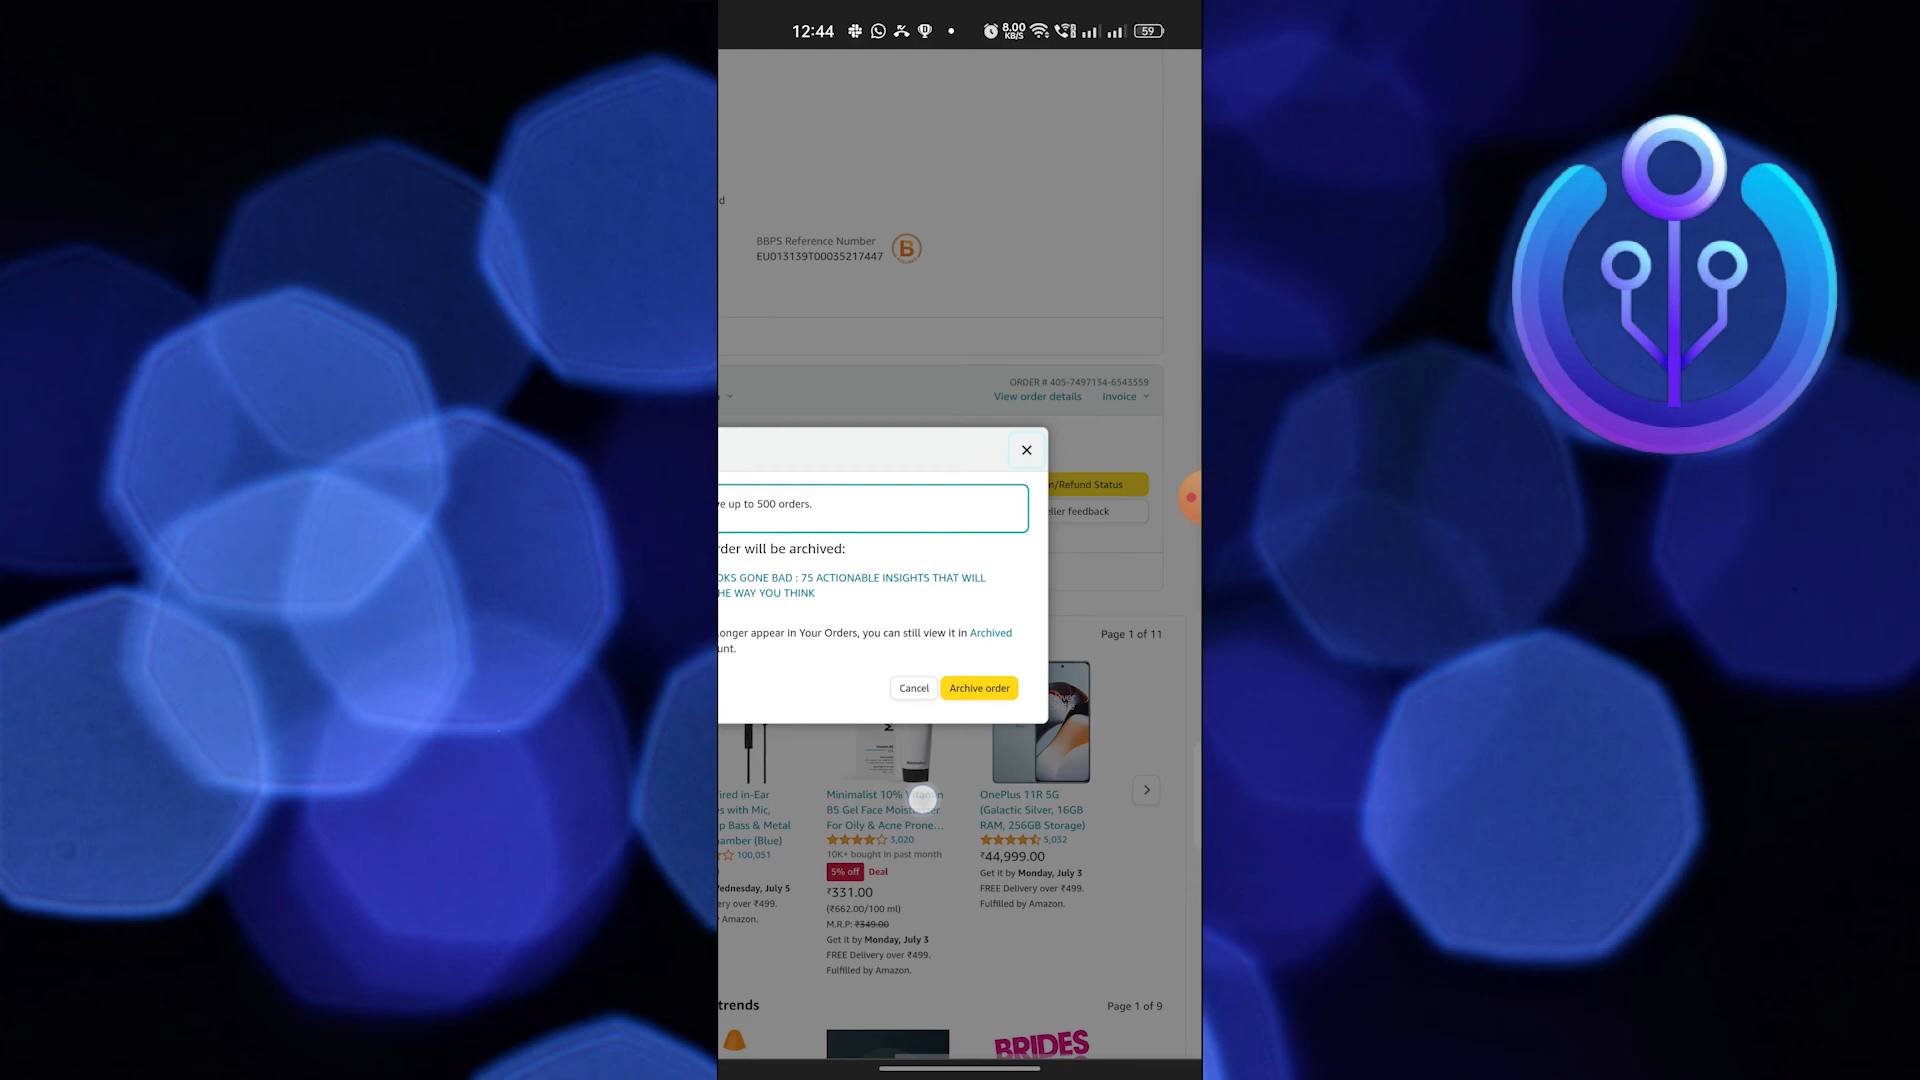 12:44
8.00
KB/S
59
d
BBPS Reference Number
EU013139T00035217447
B
ORDER # 405-7497134-6543559
View order details
Invoice
n/Refund Status
eller feedback
ve up to 500 orders.
rder will be archived:
OKS GONE BAD : 75 ACTIONABLE INSIGHTS THAT WILL
HE WAY YOU THINK
longer appear in Your Orders, you can still view it in Archived
unt.
Cancel
Archive order
Page 1 of 11
ired in-Ear
s with Mic,
p Bass & Metal
amber (Blue)
100,051
ednesday, July 5
ry over ₹499.
y Amazon.
Minimalist 10% Vitamin
B5 Gel Face Moisturizer
For Oily & Acne Prone...
3,020
10K+ bought in past month
5% off Deal
₹331.00
(₹662.00/100 ml)
M.R.P: ₹349.00
Get it by Monday, July 3
FREE Delivery over ₹499.
Fulfilled by Amazon.
OnePlus 11R 5G
(Galactic Silver, 16GB
RAM, 256GB Storage)
5,032
₹44,999.00
Get it by Monday, July 3
FREE Delivery over ₹499.
Fulfilled by Amazon.
trends
Page 1 of 9
BRIDES